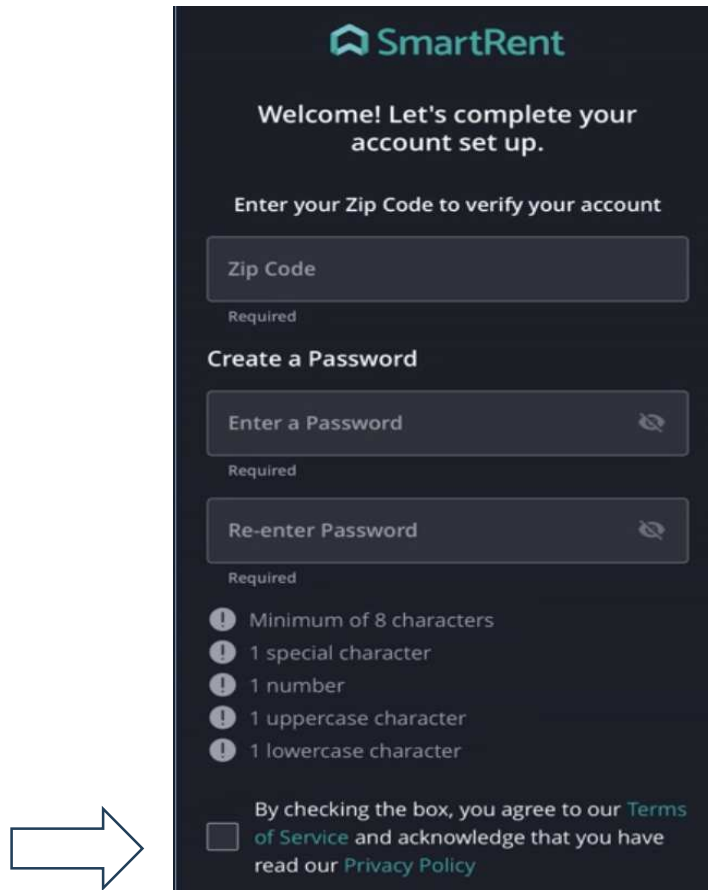 SmartRent
Welcome! Let's complete your
account set up.
Enter your Zip Code to verify your account
Zip Code
Required
Create a Password
Enter a Password
Required
Re-enter Password
Required
Minimum of 8 characters
1 special character
1 number
1 uppercase character
1 lowercase character
By checking the box, you agree to our Terms
of Service and acknowledge that you have
read our Privacy Policy